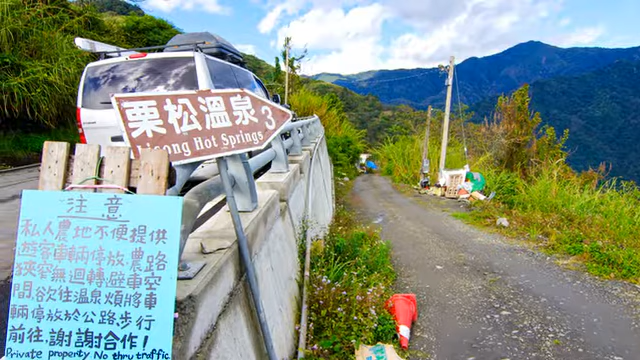 栗松溫泉 3
Lisong Hot Springs
注意
私人農地不便提供
遊客車輛停放農路
狹窄無迴轉避車空
間,欲往溫泉煩將車
輛停放於公路步行
前往,謝謝合作!
Private property No thru traffic